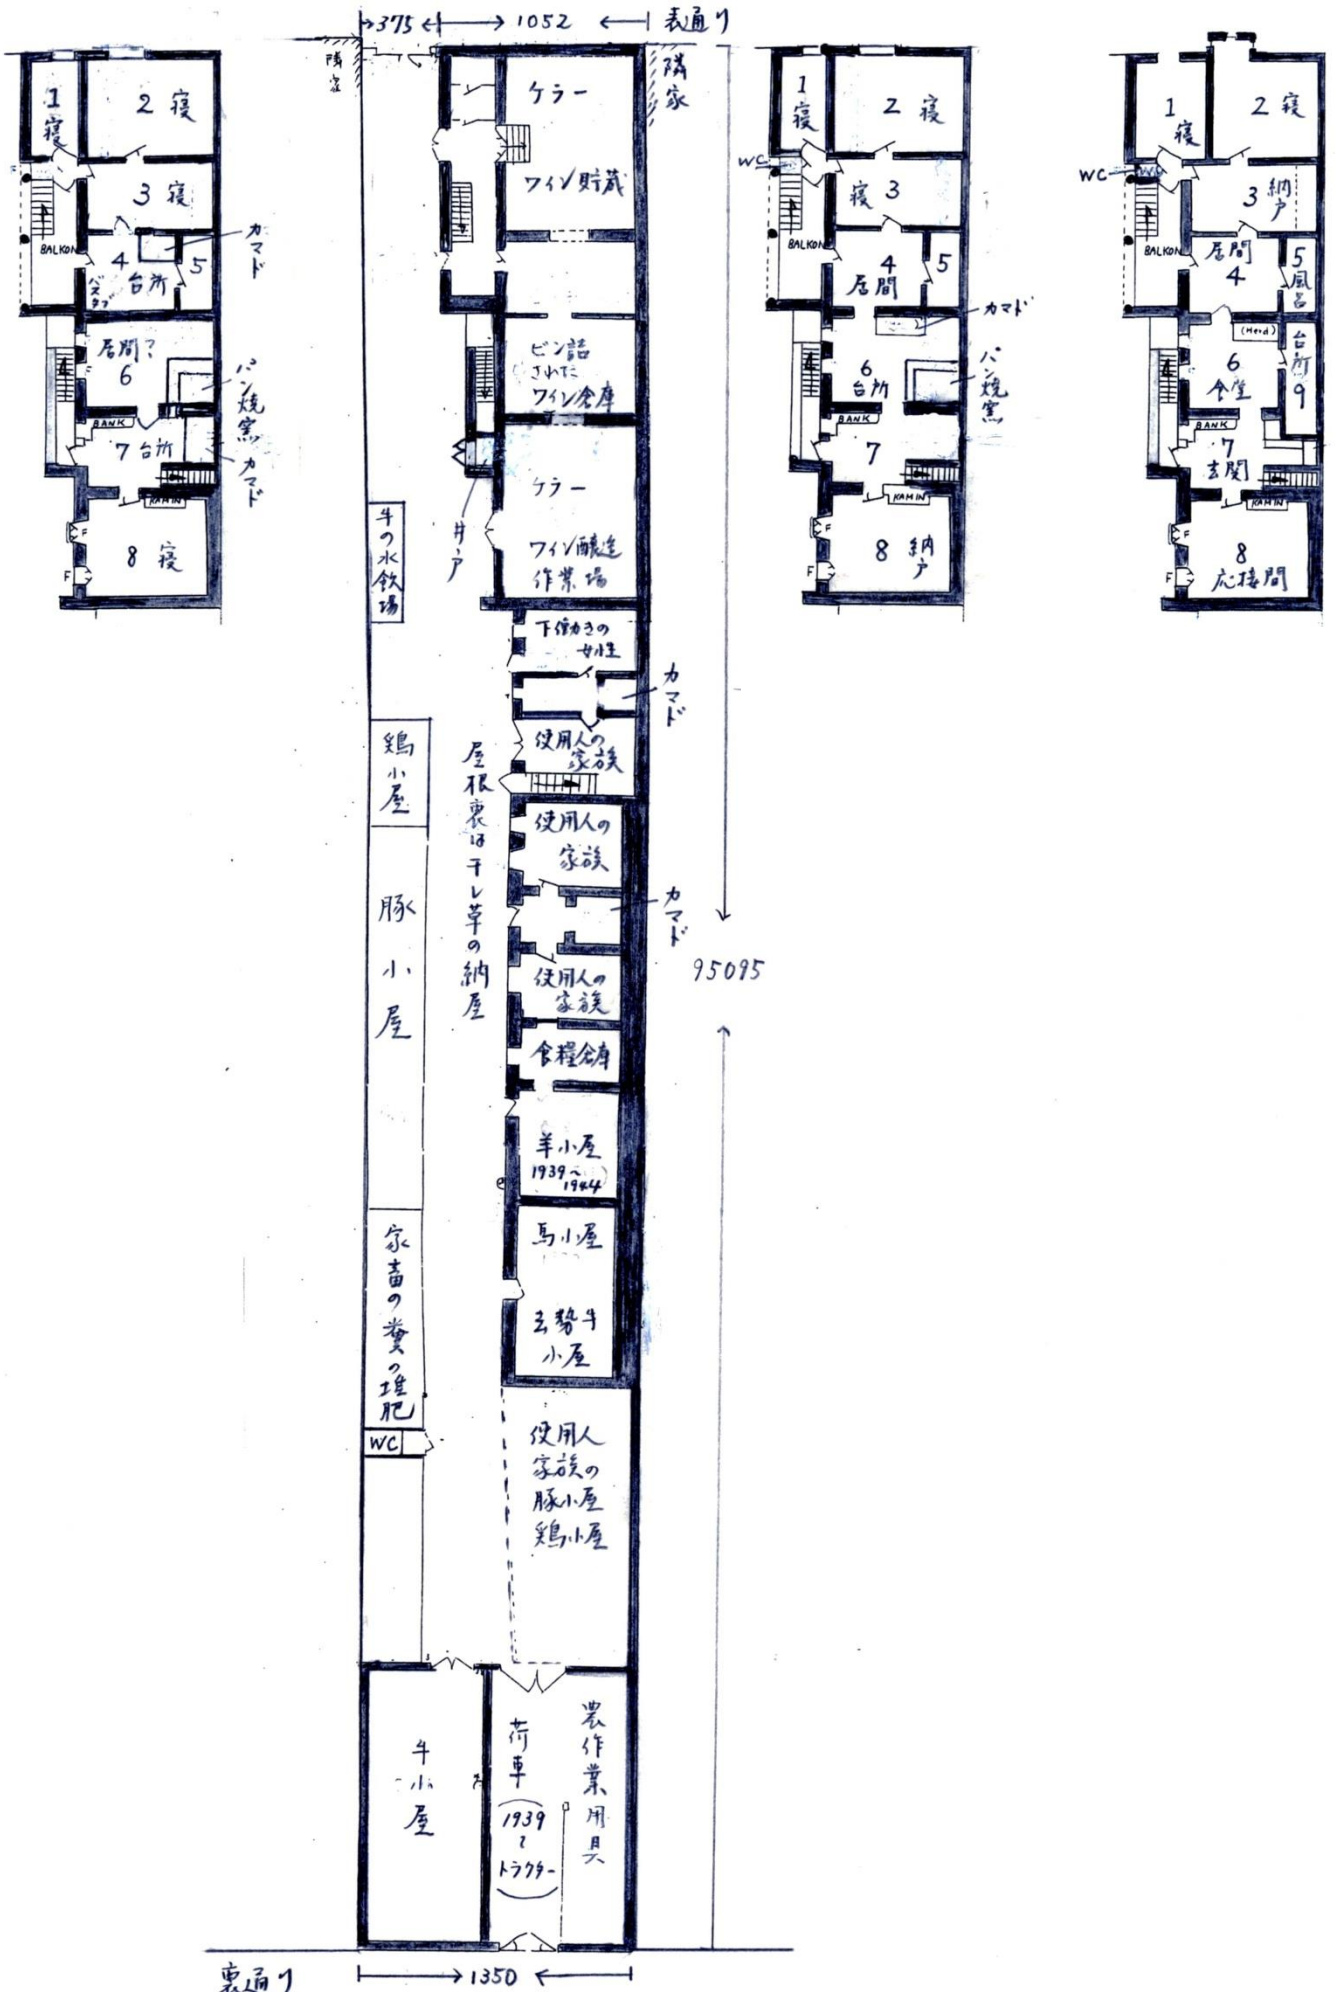 375
1052
表通り
隣家
隣家
1
寝
2 寝
3 寝
BALKON
4
台所
バスタブ
5
カマド
居間?
6
パン焼窯
BANK
7 台所
カマド
KAMIN
8 寝
F
F
ケラー
ワイン貯蔵
ビン詰
された
ワイン倉庫
ケラー
ワイン醸造
作業場
井戸
牛の水飲場
下働きの
女性
カマド
使用人の
家族
鶏小屋
屋根裏は干し草の納屋
使用人の
家族
カマド
豚小屋
使用人の
家族
食糧倉庫
羊小屋
1939~
1944
馬小屋
去勢牛
小屋
家畜の糞の堆肥
WC
使用人
家族の
豚小屋
鶏小屋
牛小屋
荷車
(1939
~
トラクター)
農作業用具
裏通り
1350
95095
1
寝
2 寝
WC
寝 3
BALKON
4
居間
5
カマド
6
台所
パン焼窯
BANK
7
KAMIN
8 納戸
F
F
1
寝
2 寝
WC
WC
3 納戸
BALKON
居間
4
5
風呂
(Herd)
6
食堂
台所
9
BANK
7
玄関
KAMIN
8
応接間
F
F